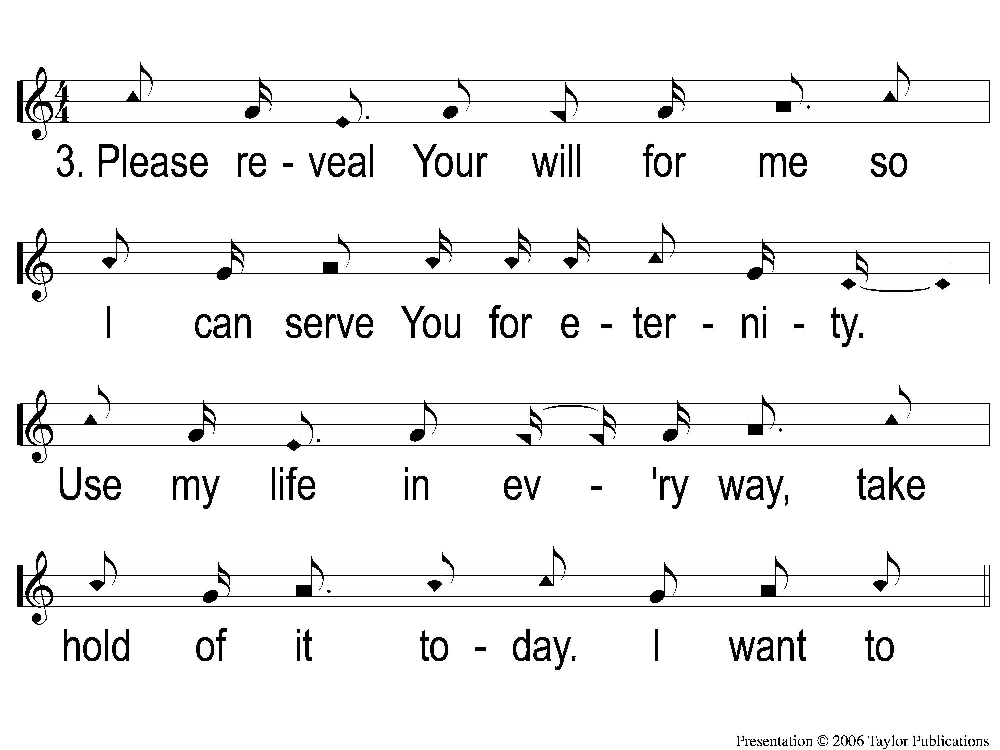 3. Please re - veal Your will for me so
I can serve You for e - ter - ni - ty.
Use my life in ev - 'ry way, take
hold of it to - day. I want to
Presentation © 2006 Taylor Publications